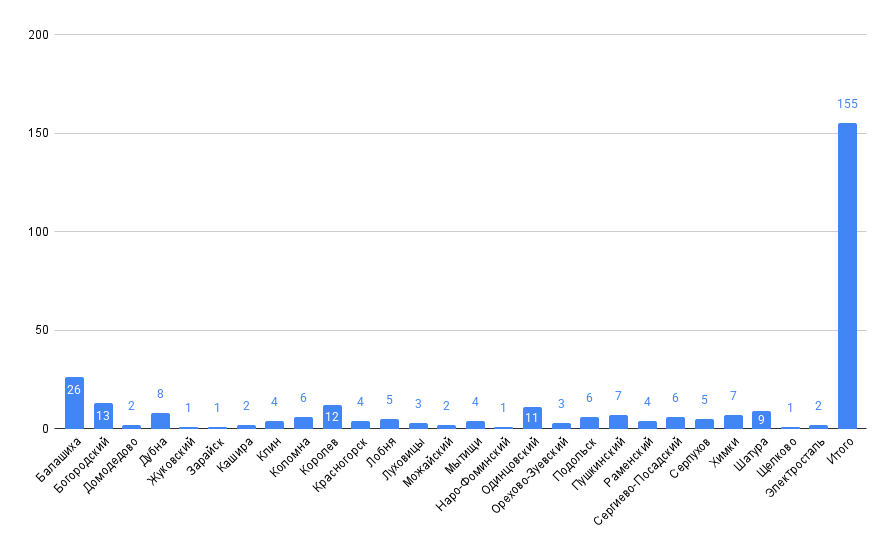 200
150
100
50
0
26
13
2
8
1
1
2
4
6
12
4
5
3
2
4
1
11
3
6
7
4
6
5
7
9
1
2
155
Балашиха
Богородский
Домодедово
Дубна
Жуковский
Зарайск
Кашира
Клин
Коломна
Королев
Красногорск
Лобня
Луховицы
Можайский
Мытищи
Наро-Фоминский
Одинцовский
Орехово-Зуевский
Подольск
Пушкинский
Раменский
Сергиево-Посадский
Серпухов
Химки
Шатура
Щелково
Электросталь
Итого